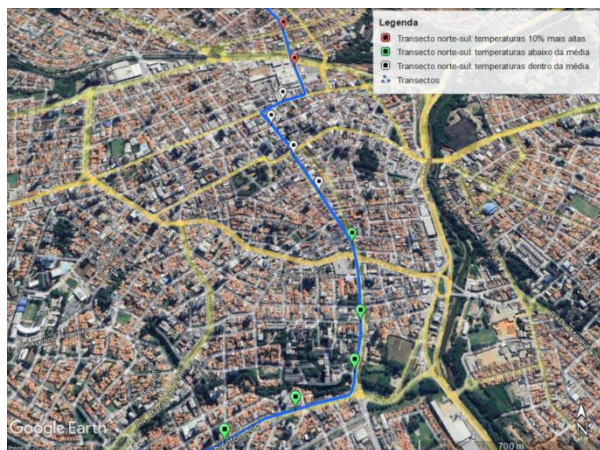 Legenda
Transecto norte-sul: temperaturas 10% mais altas
Transecto norte-sul: temperaturas abaixo da média
Transecto norte-sul: temperaturas dentro da média
Transectos
Google Earth
700 m
N